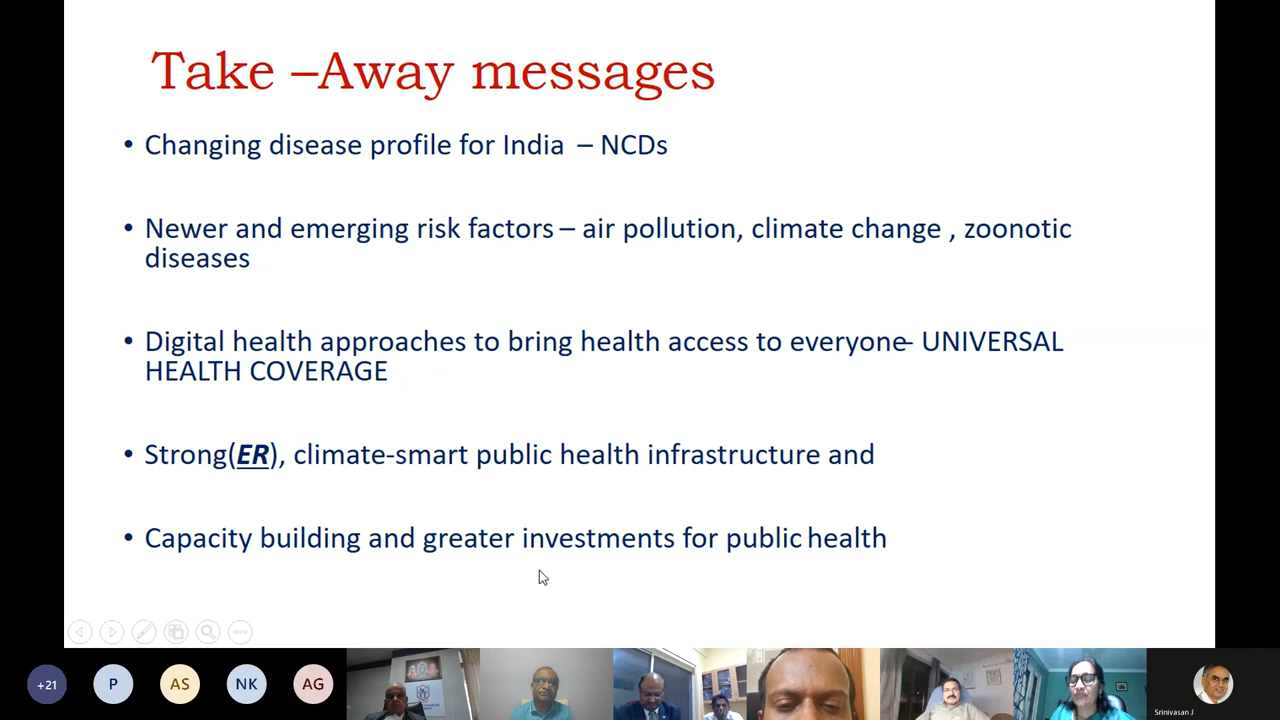 Take –Away messages
• Changing disease profile for India – NCDs
• Newer and emerging risk factors – air pollution, climate change , zoonotic
diseases
• Digital health approaches to bring health access to everyone– UNIVERSAL
HEALTH COVERAGE
• Strong(ER), climate-smart public health infrastructure and
• Capacity building and greater investments for public health
+21
P
AS
NK
AG
Srinivasan J